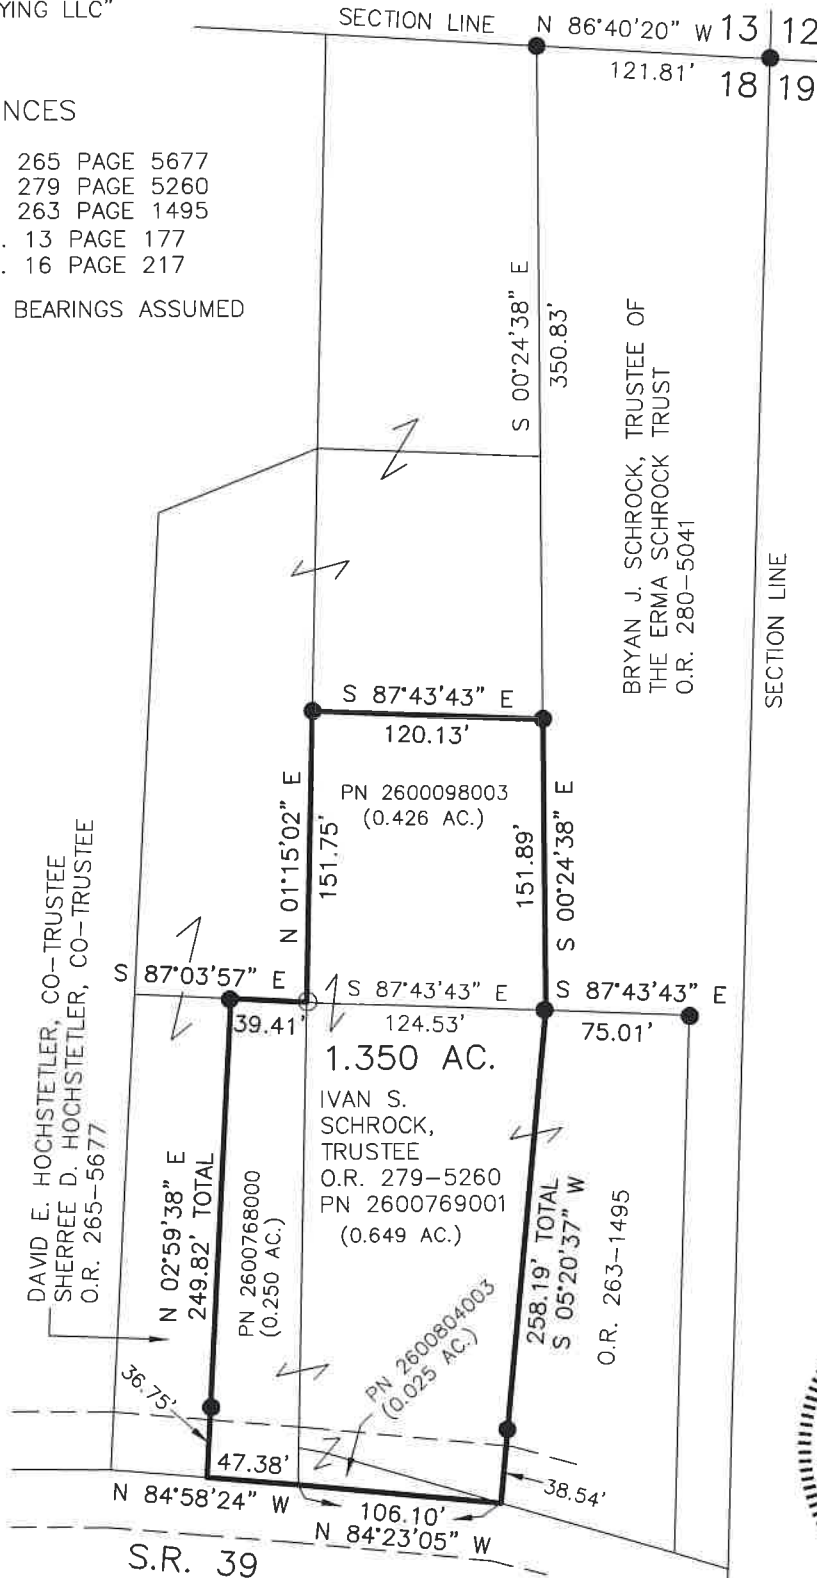 YING LLC"
SECTION LINE
N 86°40'20" W
121.81'
13
12
18
19
NCES
265 PAGE 5677
279 PAGE 5260
263 PAGE 1495
. 13 PAGE 177
. 16 PAGE 217
BEARINGS ASSUMED
S 00°24'38" E
350.83'
BRYAN J. SCHROCK, TRUSTEE OF
THE ERMA SCHROCK TRUST
O.R. 280-5041
SECTION LINE
S 87°43'43" E
120.13'
PN 2600098003
(0.426 AC.)
N 01°15'02" E
151.75'
151.89'
S 00°24'38" E
S 87°03'57" E
39.41'
S 87°43'43" E
124.53'
S 87°43'43" E
75.01'
1.350 AC.
IVAN S.
SCHROCK,
TRUSTEE
O.R. 279-5260
PN 2600769001
(0.649 AC.)
DAVID E. HOCHSTETLER, CO-TRUSTEE
SHERREE D. HOCHSTETLER, CO-TRUSTEE
O.R. 265-5677
N 02°59'38" E
249.82' TOTAL
PN 2600768000
(0.250 AC.)
258.19' TOTAL
S 05°20'37" W
O.R. 263-1495
PN 2600804003
(0.025 AC.)
36.75'
47.38'
38.54'
N 84°58'24" W
106.10'
N 84°23'05" W
S.R. 39